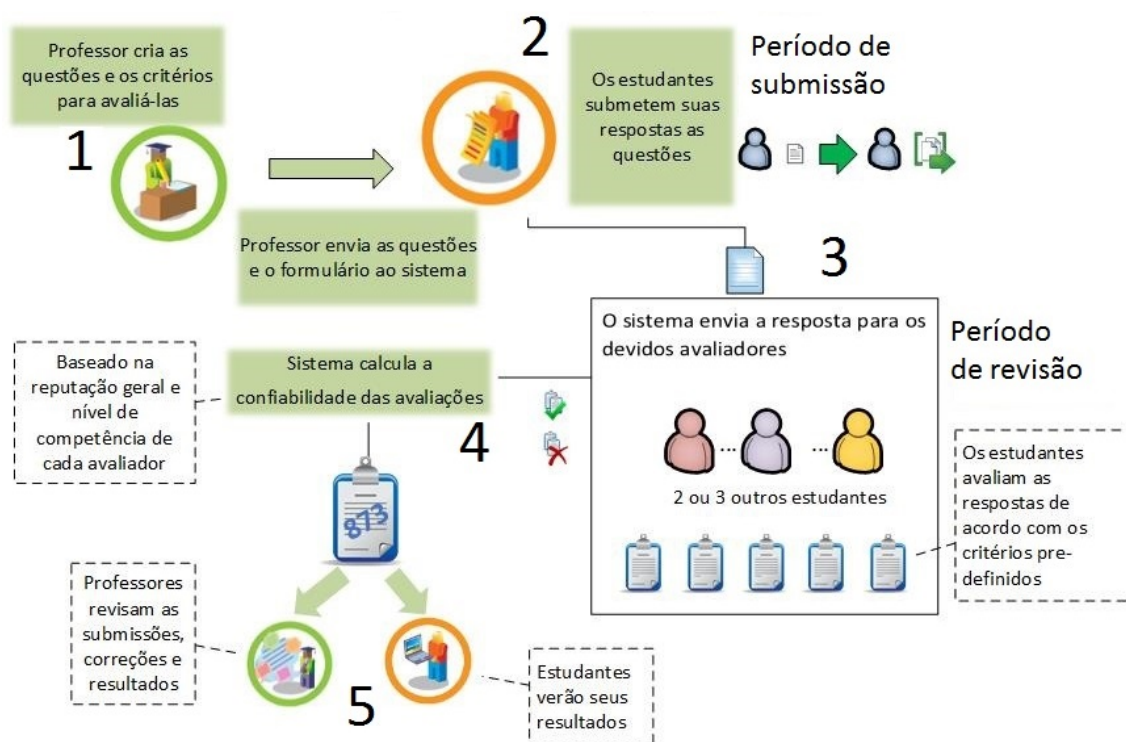 Professor cria as
questões e os critérios
para avaliá-las
1
2
Os estudantes
submetem suas
respostas as
questões
Período de
submissão
Professor envia as questões
e o formulário ao sistema
3
O sistema envia a resposta para os
devidos avaliadores
... ...
2 ou 3 outros estudantes
Período
de revisão
Os estudantes
avaliam as
respostas de
acordo com os
critérios pre-
definidos
Sistema calcula a
confiabilidade das avaliações
4
Baseado na
reputação geral e
nível de
competência de
cada avaliador
873
Professores
revisam as
submissões,
correções e
resultados
5
Estudantes
verão seus
resultados